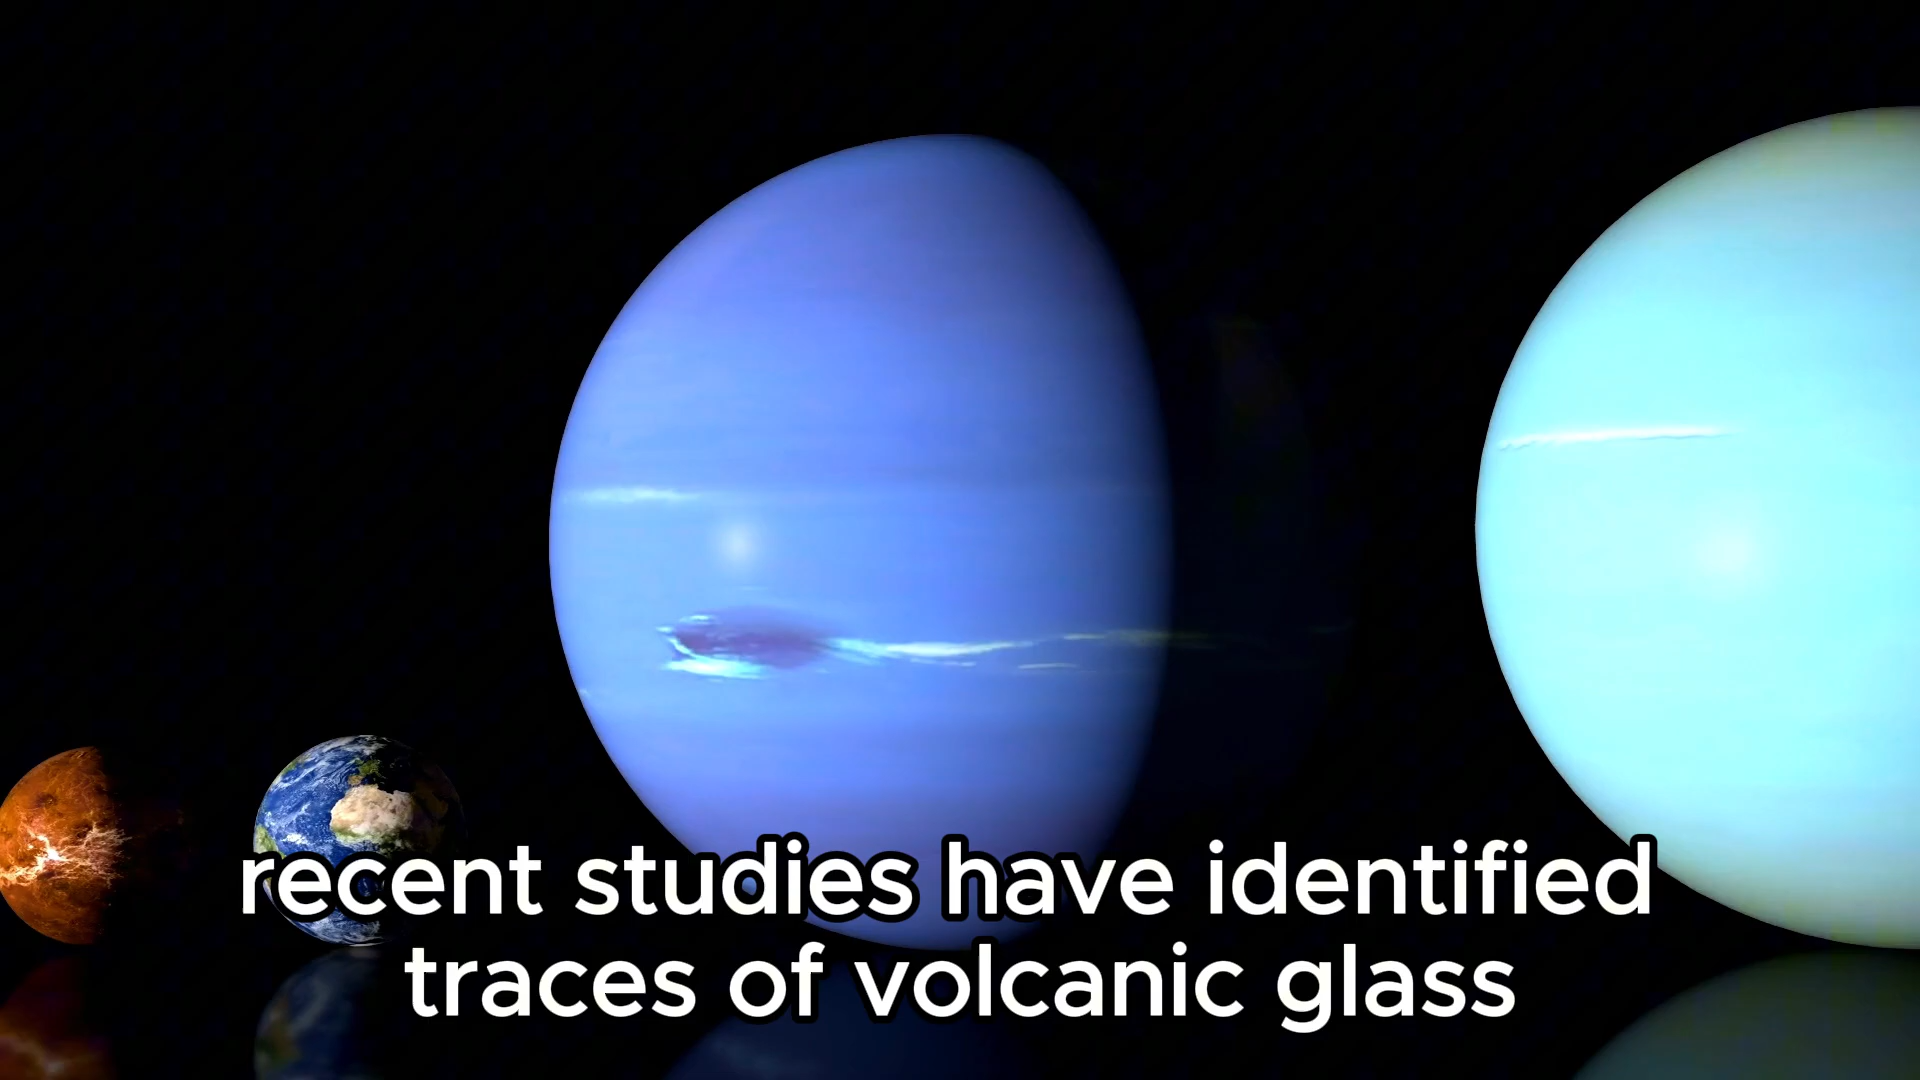 recent studies have identified
traces of volcanic glass